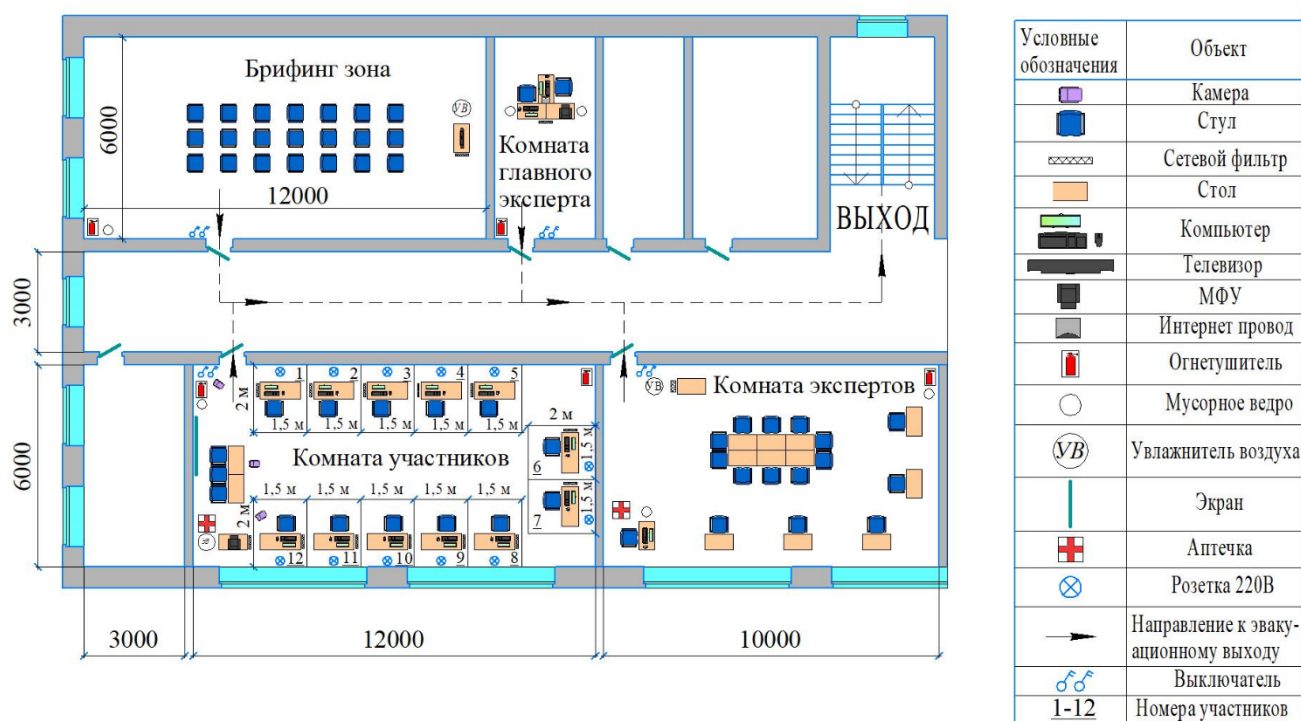 Брифинг зона
УВ
6000
12000
Комната
главного
эксперта
ВЫХОД
3000
1
2
3
4
5
2 м
1,5 м
1,5 м
1,5 м
1,5 м
1,5 м
Комната участников
2 м
6
1,5 м
7
1,5 м
6000
1,5 м
1,5 м
1,5 м
1,5 м
1,5 м
2 м
12
11
10
9
8
УВ
Комната экспертов
3000
12000
10000
Условные
обозначения
Объект
Камера
Стул
Сетевой фильтр
Стол
Компьютер
Телевизор
МФУ
Интернет провод
Огнетушитель
Мусорное ведро
УВ
Увлажнитель воздуха
Экран
Аптечка
Розетка 220В
Направление к эваку-
ационному выходу
Выключатель
1-12
Номера участников